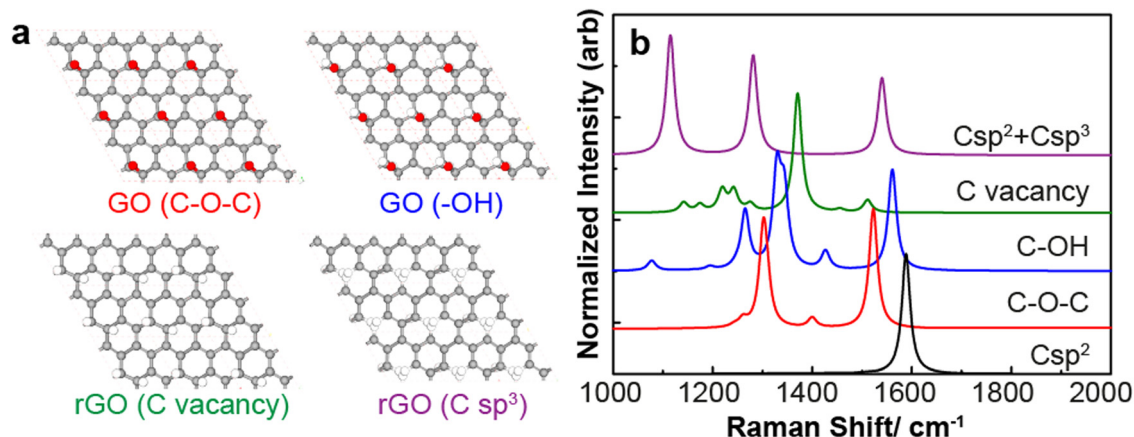 a
GO (C-O-C)
GO (-OH)
rGO (C vacancy)
rGO (C sp³)
b
Normalized Intensity (arb)
Csp²+Csp³
C vacancy
C-OH
C-O-C
Csp²
1000 1200 1400 1600 1800 2000
Raman Shift/ cm⁻¹